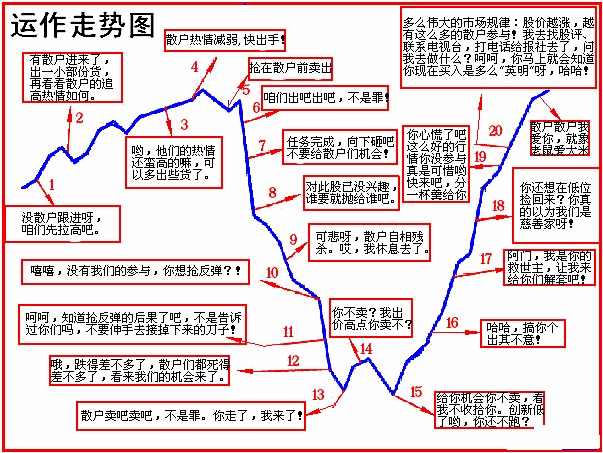 运作走势图
有散户进来了，
出一小部份货，
再看看散户的追
高热情如何。
2
散户热情减弱，快出手！
4
抢在散户前卖出
5
咱们出吧出吧，不是罪！
6
多么伟大的市场规律：股价越涨，越
有这么多的散户参与！我去找股评、
联系电视台，打电话给报社去了，问
我去做什么？呵呵，你马上就会知道
你现在买入是多么“英明”呀，哈哈！
20
散户散户我
爱你，就象
老鼠爱大米
哟，他们的热情
还蛮高的嘛，可
以多出些货了。
3
任务完成，向下砸吧
不要给散户们机会！
7
你心慌了吧
这么好的行
情你没参与
真是可惜哟
快来吧，分
一杯羹给你
19
1
没散户跟进呀，
咱们先拉高吧。
对此股已没兴趣，
谁要就抛给谁吧。
8
你还想在低位
捡回来？你真
的以为我们是
慈善家呀！
18
可悲呀，散户自相残
杀。哎，我休息去了。
9
嘻嘻，没有我们的参与，你想抢反弹？！
10
阿门，我是你的
救世主，让我来
给你们解套吧！
17
呵呵，知道抢反弹的后果了吧，不是告诉
过你们吗，不要伸手去接掉下来的刀子！
11
你不卖？我出
价高点你卖不？
14
哈哈，搞你个
出其不意！
16
哦，跌得差不多了，散户们都死得
差不多了，看来我们的机会来了。
12
散户卖吧卖吧，不是罪。你走了，我来了！
13
给你机会你不卖，看
我不收拾你。创新低
了哟，你还不跑？
15